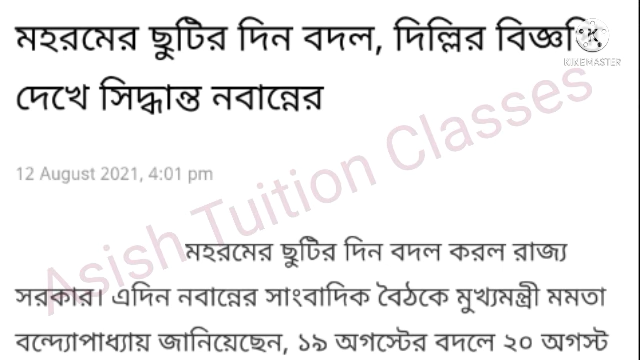 মহরমের ছুটির দিন বদল, দিল্লির
দেখে সিদ্ধান্ত নবান্নের
KINEMASTER
12 August 2021, 4:01 pm
Asish Tuition Classes
মহরমের ছুটির দিন বদল করল রাজ্য
সরকার। এদিন নবান্নের সাংবাদিক বৈঠকে মুখ্যমন্ত্রী মমতা
বন্দ্যোপাধ্যায় জানিয়েছেন, ১৯ অগস্টের বদলে ২০ অগস্ট